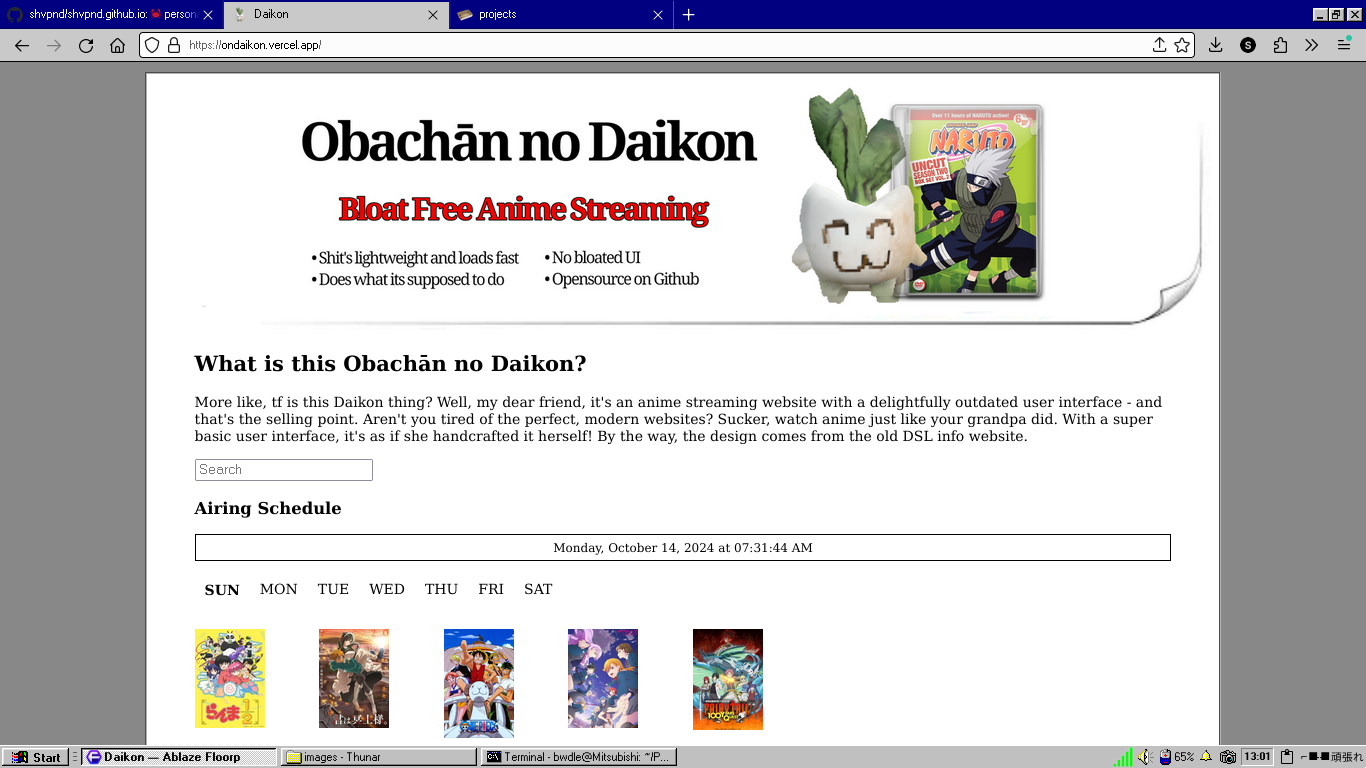 shvpnd/shvpnd.github.io: 
Daikon
projects
https://ondaikon.vercel.app/
S
Obachān no Daikon
Bloat Free Anime Streaming
• Shit's lightweight and loads fast
• No bloated UI
• Does what its supposed to do
• Opensource on Github
Over 11 hours of NARUTO action!
NARUTO
UNCUT
SEASON TWO
BOX SET VOL.2
What is this Obachān no Daikon?
More like, tf is this Daikon thing? Well, my dear friend, it's an anime streaming website with a delightfully outdated user interface - and
that's the selling point. Aren't you tired of the perfect, modern websites? Sucker, watch anime just like your grandpa did. With a super
basic user interface, it's as if she handcrafted it herself! By the way, the design comes from the old DSL info website.
Search
Airing Schedule
Monday, October 14, 2024 at 07:31:44 AM
SUN MON TUE WED THU FRI SAT
らんま 1/2
ONE PIECE
FAIRY TAIL
Start
Daikon — Ablaze Floorp
images - Thunar
Terminal - bwdle@Mitsubishi: ~/P...
65%
13:01
頑張れ